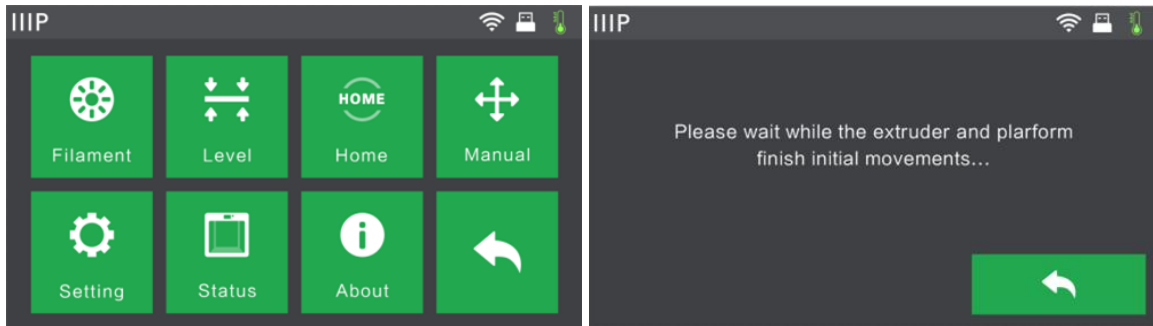 IIIP
Filament
Level
HOME
Home
Manual
Setting
Status
About
IIIP
Please wait while the extruder and plarform
finish initial movements...